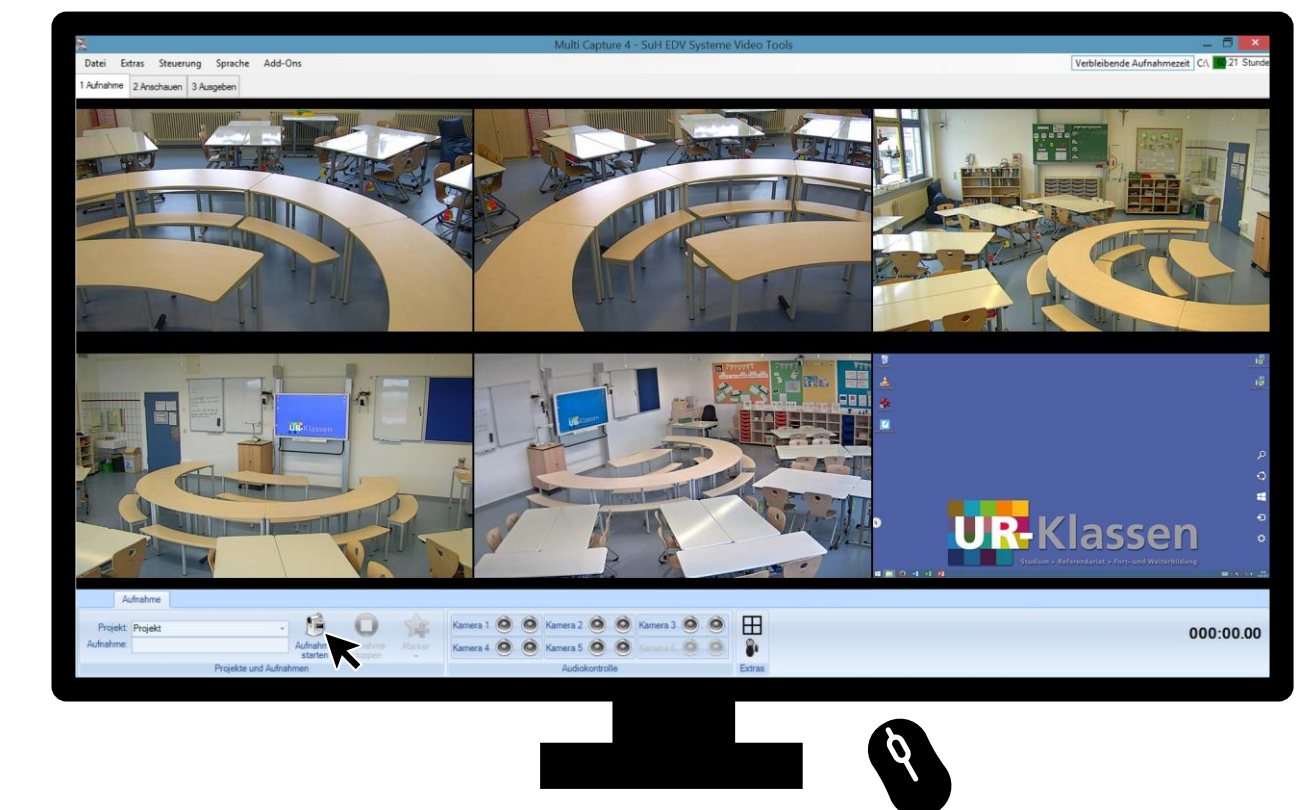 Multi Capture 4 - SuH EDV Systeme Video Tools
Datei Extras Steuerung Sprache Add-Ons
Verbleibende Aufnahmezeit C:\ :21 Stunde
1 Aufnahme 2 Anschauen 3 Ausgeben
UR-Klassen
UR-Klassen
UR-Klassen
Studium • Referendariat • Fort- und Weiterbildung
Aufnahme
Projekt: Projekt
Aufnahme:
Aufnahm
starten
Marker
Projekte und Aufnahmen
Kamera 1 Kamera 2 Kamera 3
Kamera 4 Kamera 5 Kamera 6
Audiokontrolle
Extras
000:00.00